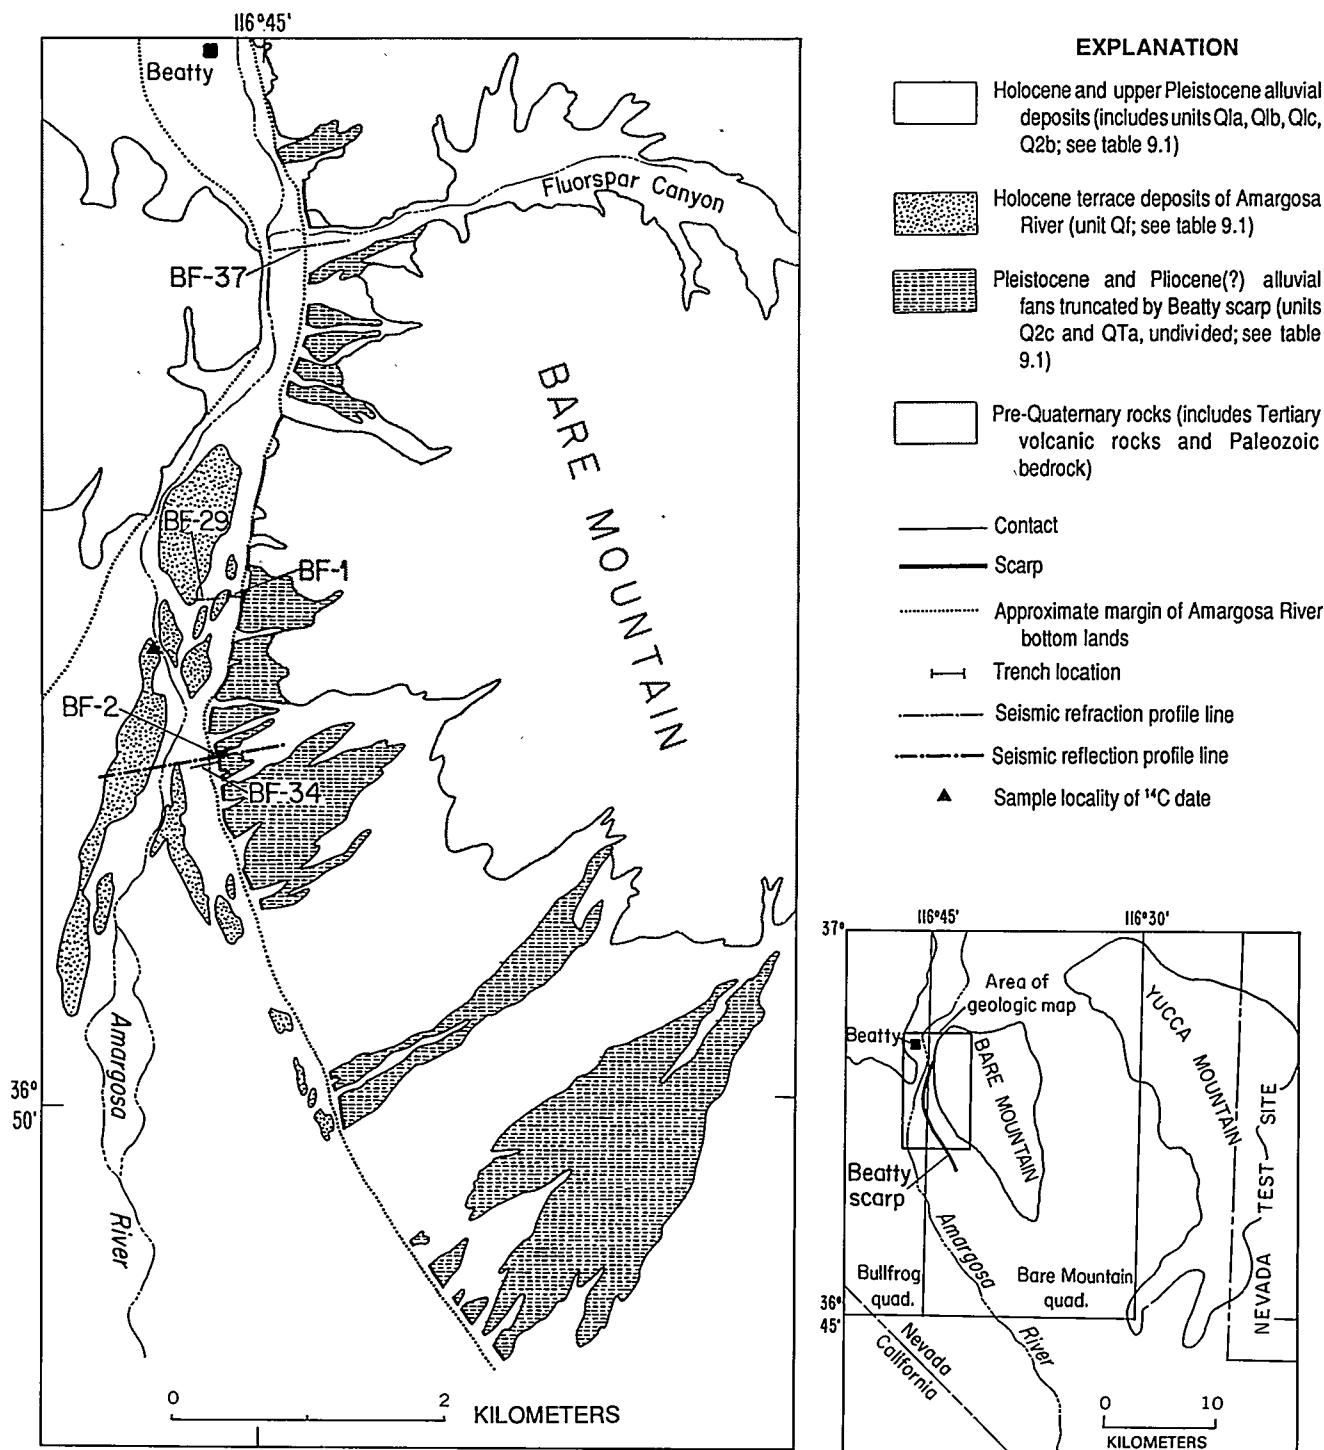 116°45'
Beatty
Fluorspar Canyon
BF-37
BARE MOUNTAIN
BF-29
BF-1
BF-2
BF-34
Amargosa
River
36°
50'
0 2
KILOMETERS
EXPLANATION
Holocene and upper Pleistocene alluvial
deposits (includes units Qla, Qlb, Qlc,
Q2b; see table 9.1)
Holocene terrace deposits of Amargosa
River (unit Qf; see table 9.1)
Pleistocene and Pliocene(?) alluvial
fans truncated by Beatty scarp (units
Q2c and QTa, undivided; see table
9.1)
Pre-Quaternary rocks (includes Tertiary
volcanic rocks and Paleozoic
bedrock)
Contact
Scarp
Approximate margin of Amargosa River
bottom lands
Trench location
Seismic refraction profile line
Seismic reflection profile line
Sample locality of ¹⁴C date
116°45' 116°30'
37°
Area of
geologic map
Beatty
BARE MOUNTAIN
YUCCA MOUNTAIN
NEVADA TEST SITE
Beatty
scarp
Amargosa
River
Bullfrog
quad.
Bare Mountain
quad.
36°
45'
Nevada
California
0 10
KILOMETERS